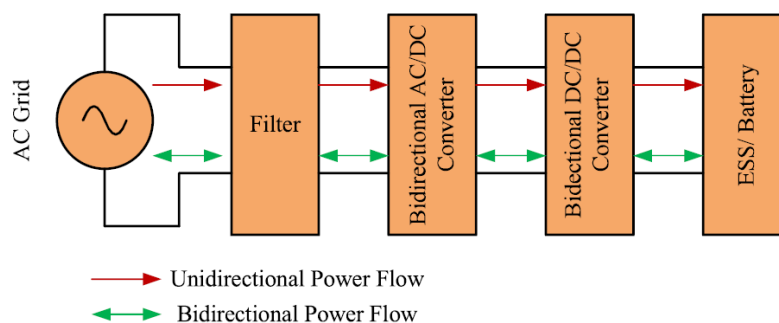 AC Grid
Filter
Bidirectional AC/DC
Converter
Bidectional DC/DC
Converter
ESS/ Battery
Unidirectional Power Flow
Bidirectional Power Flow